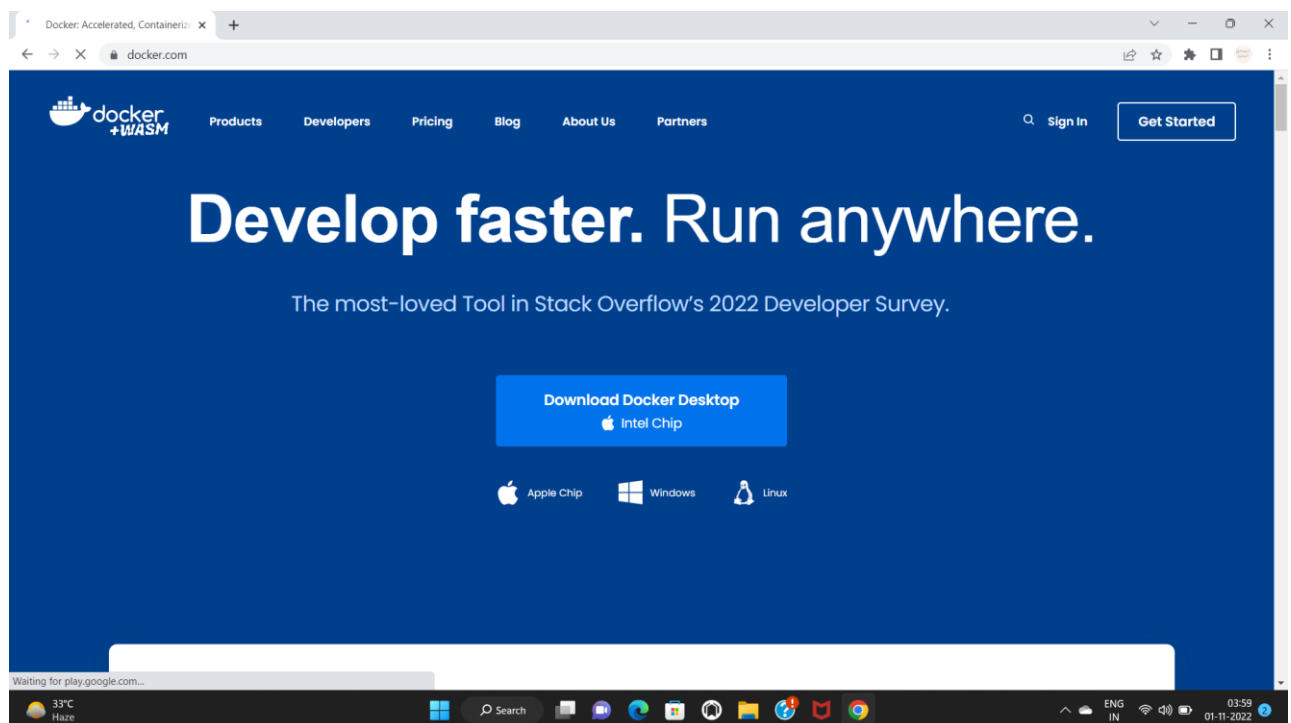 Docker: Accelerated, Containeriz
docker.com
docker
+WASM
Products Developers Pricing Blog About Us Partners Sign In Get Started
Develop faster. Run anywhere.
The most-loved Tool in Stack Overflow's 2022 Developer Survey.
Download Docker Desktop
Intel Chip
Apple Chip Windows Linux
Waiting for play.google.com...
33°C
Haze
Search
ENG
IN
03:59
01-11-2022
2